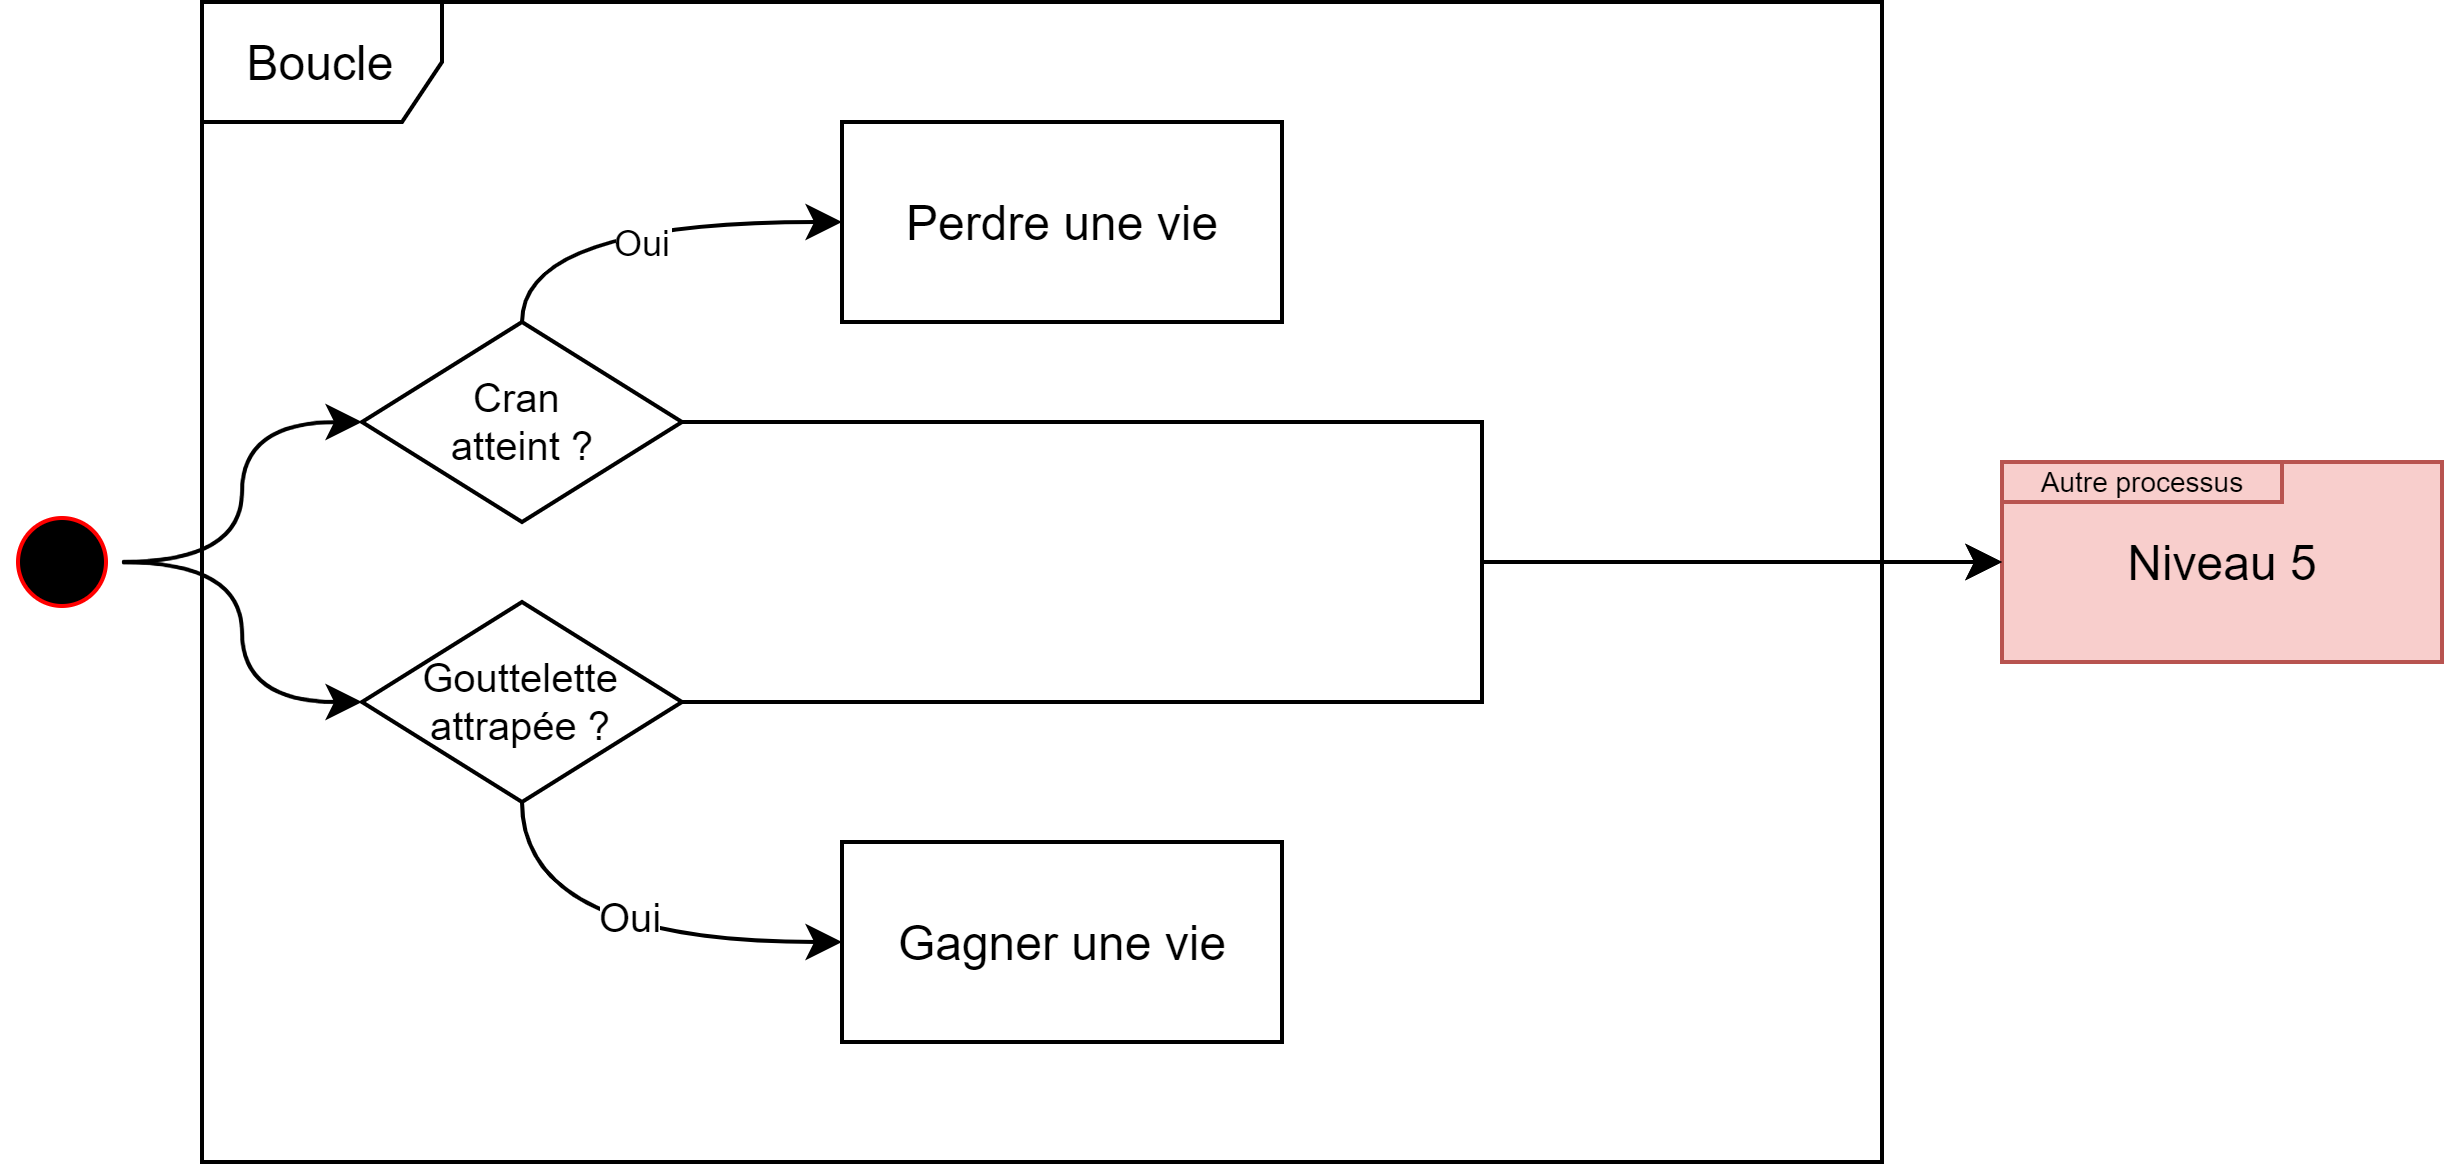 Boucle
Perdre une vie
Oui
Cran
atteint ?
Autre processus
Niveau 5
Gouttelette
attrapée ?
Oui
Gagner une vie